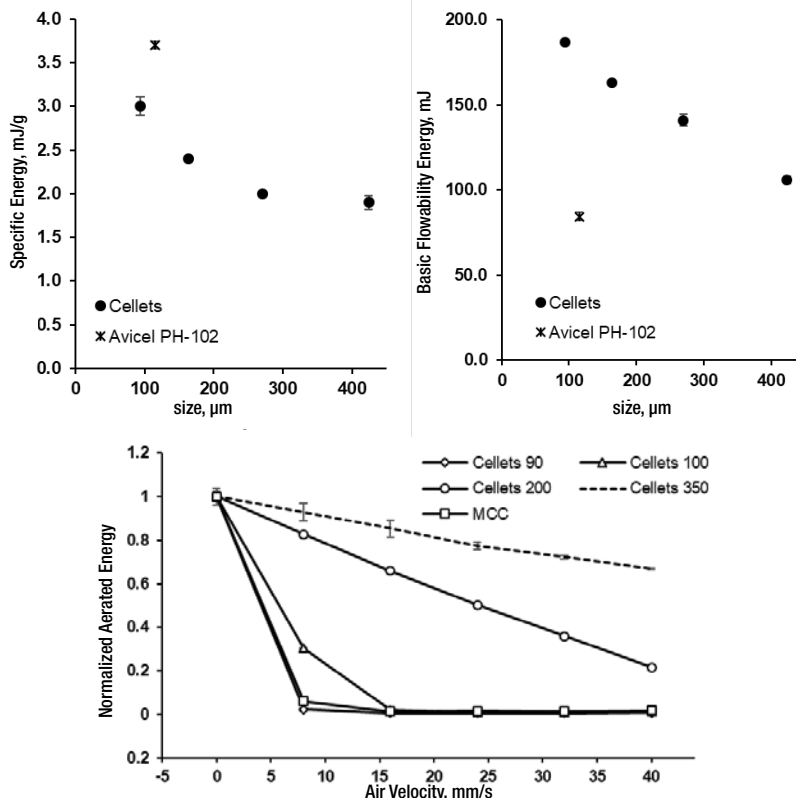 4.0
3.5
3.0
2.5
2.0
1.5
1.0
0.5
0.0
Specific Energy, mJ/g
Cellets
Avicel PH-102
0 100 200 300 400
size, µm
200.0
150.0
100.0
50.0
0.0
Basic Flowability Energy, mJ
Cellets
Avicel PH-102
0 100 200 300 400
size, µm
1.2
1
0.8
0.6
0.4
0.2
0
0.2
Normalized Aerated Energy
Cellets 90 Cellets 100
Cellets 200 Cellets 350
MCC
-5 0 5 10 15 20 25 30 35 40
Air Velocity, mm/s